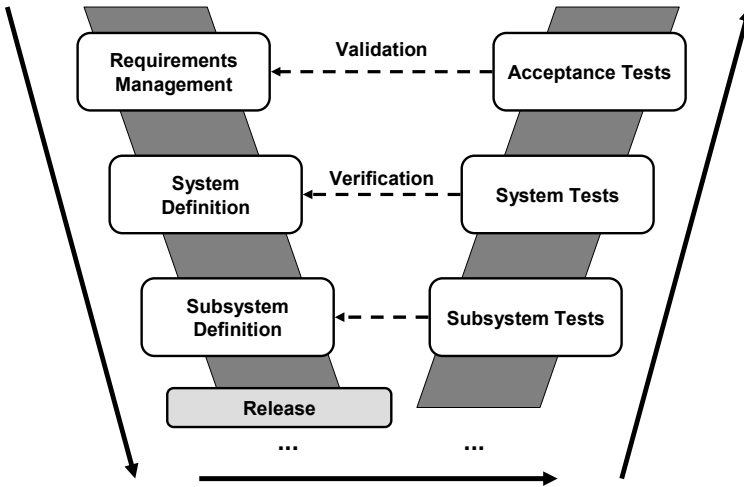 Requirements
Management
Validation
Acceptance Tests
System
Definition
Verification
System Tests
Subsystem
Definition
Subsystem Tests
Release
...
...